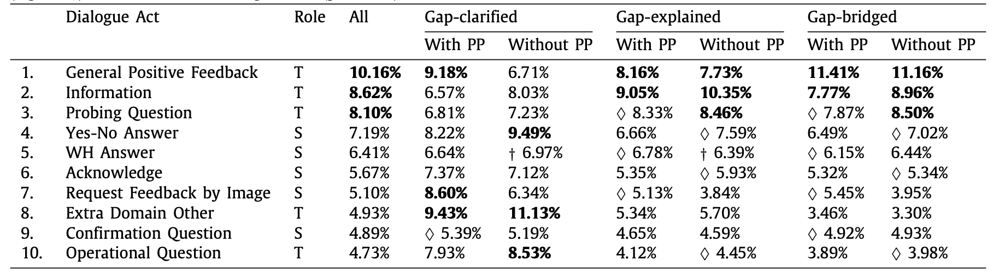 Dialogue Act Role All Gap-clarified Gap-explained Gap-bridged
With PP Without PP With PP Without PP With PP Without PP
1. General Positive Feedback T 10.16% 9.18% 6.71% 8.16% 7.73% 11.41% 11.16%
2. Information T 8.62% 6.57% 8.03% 9.05% 10.35% 7.77% 8.96%
3. Probing Question T 8.10% 6.81% 7.23% ◊ 8.33% 8.46% ◊ 7.87% 8.50%
4. Yes-No Answer S 7.19% 8.22% 9.49% 6.66% ◊ 7.59% 6.49% ◊ 7.02%
5. WH Answer S 6.41% 6.64% † 6.97% ◊ 6.78% † 6.39% ◊ 6.15% 6.44%
6. Acknowledge S 5.67% 7.37% 7.12% 5.35% ◊ 5.93% 5.32% ◊ 5.34%
7. Request Feedback by Image S 5.10% 8.60% 6.34% ◊ 5.13% 3.84% ◊ 5.45% 3.95%
8. Extra Domain Other T 4.93% 9.43% 11.13% 5.34% 5.70% 3.46% 3.30%
9. Confirmation Question S 4.89% ◊ 5.39% 5.19% 4.65% 4.59% ◊ 4.92% 4.93%
10. Operational Question T 4.73% 7.93% 8.53% 4.12% ◊ 4.45% 3.89% ◊ 3.98%